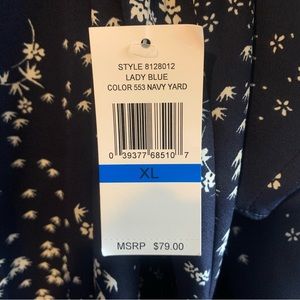 STYLE 8128012
LADY BLUE
COLOR 553 NAVY YARD
0 39377 68510 7
XL
MSRP $79.00